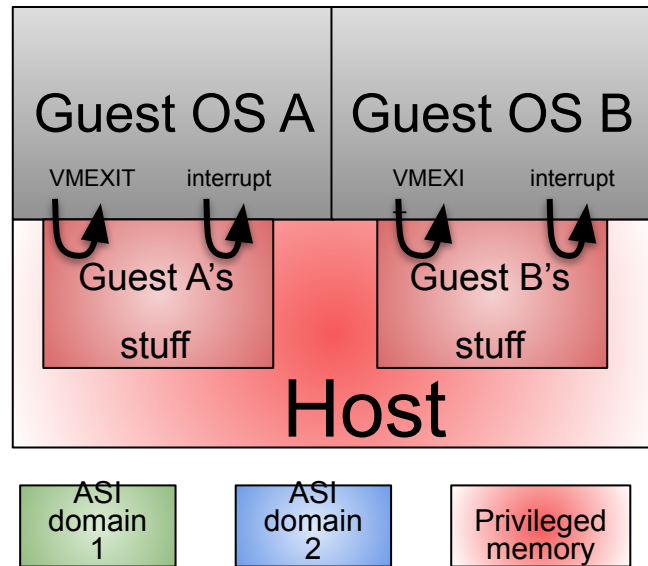 Guest OS A
Guest OS B
VMEXIT
interrupt
VMEXI
interrupt
Guest A's
stuff
Guest B's
stuff
Host
ASI
domain
1
ASI
domain
2
Privileged
memory